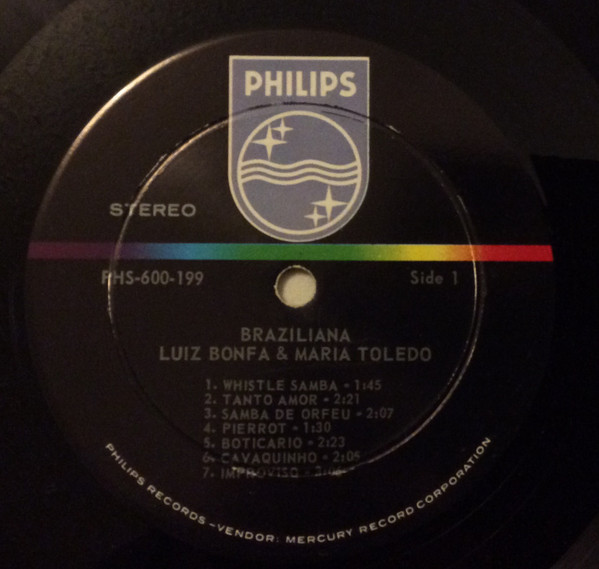 PHILIPS
STEREO
PHS-600-199
Side 1
BRAZILIANA
LUIZ BONFA & MARIA TOLEDO
1. WHISTLE SAMBA - 1:45
2. TANTO AMOR - 2:21
3. SAMBA DE ORFEU - 2:07
4. PIERROT - 1:30
5. BOTICARIO - 2:23
6. CAVAQUINHO - 2:05
7. IMPROVISO -
PHILIPS RECORDS - VENDOR: MERCURY RECORD CORPORATION